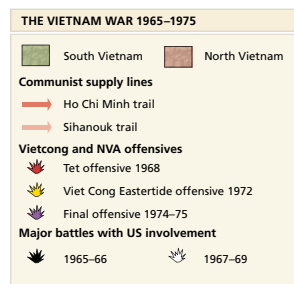 THE VIETNAM WAR 1965–1975
South Vietnam North Vietnam
Communist supply lines
Ho Chi Minh trail
Sihanouk trail
Vietcong and NVA offensives
Tet offensive 1968
Viet Cong Eastertide offensive 1972
Final offensive 1974–75
Major battles with US involvement
1965–66 1967–69